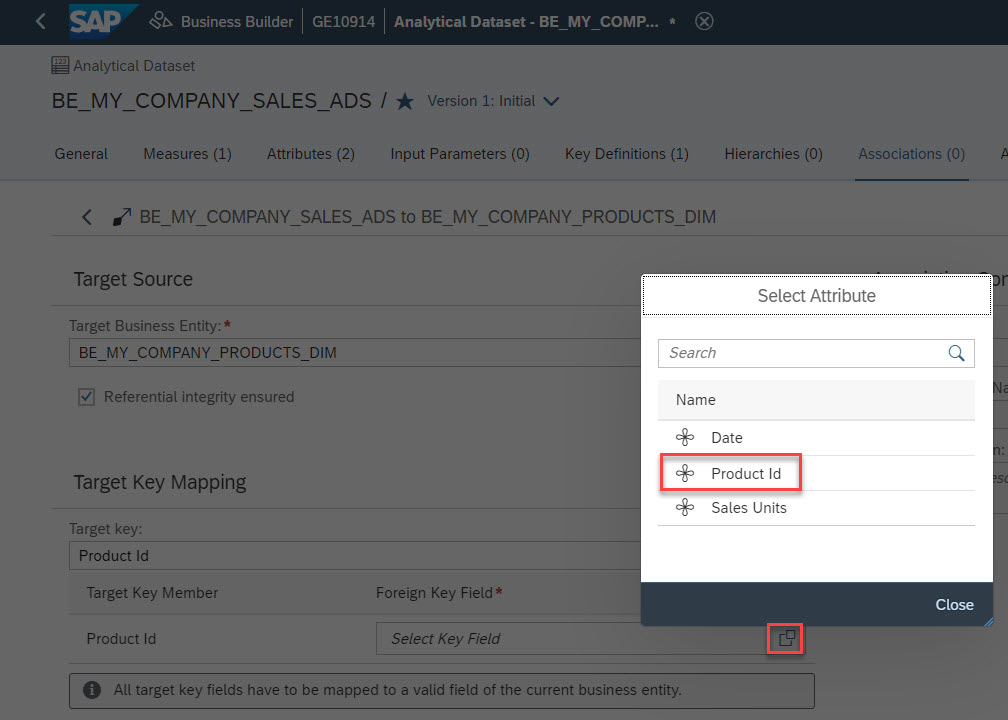 SAP Business Builder GE10914 Analytical Dataset - BE_MY_COMP... *
123 Analytical Dataset
BE_MY_COMPANY_SALES_ADS / Version 1: Initial
General Measures (1) Attributes (2) Input Parameters (0) Key Definitions (1) Hierarchies (0) Associations (0) A
BE_MY_COMPANY_SALES_ADS to BE_MY_COMPANY_PRODUCTS_DIM
Target Source
Target Business Entity:*
BE_MY_COMPANY_PRODUCTS_DIM
Referential integrity ensured
Target Key Mapping
Target key:
Product Id
Target Key Member Foreign Key Field*
Product Id Select Key Field
All target key fields have to be mapped to a valid field of the current business entity.
Select Attribute
Search
Name
Date
Product Id
Sales Units
Close